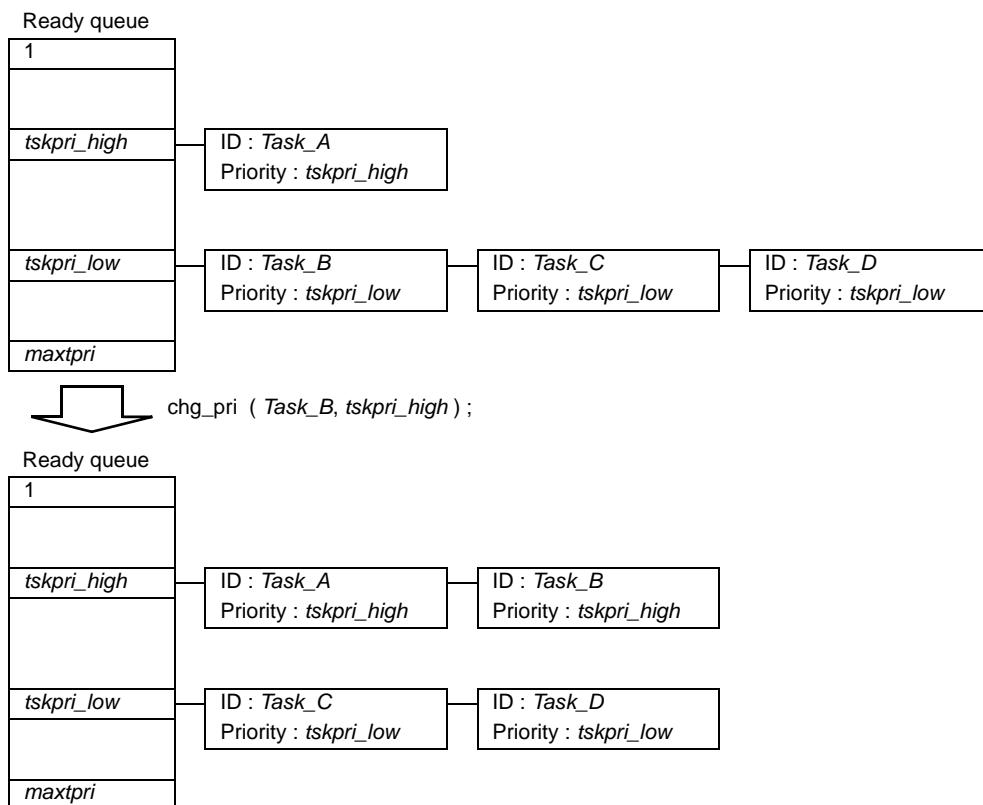 Ready queue
1
tskpri_high
ID : Task_A
Priority : tskpri_high
tskpri_low
ID : Task_B
Priority : tskpri_low
ID : Task_C
Priority : tskpri_low
ID : Task_D
Priority : tskpri_low
maxtpri
chg_pri ( Task_B, tskpri_high ) ;
Ready queue
1
tskpri_high
ID : Task_A
Priority : tskpri_high
ID : Task_B
Priority : tskpri_high
tskpri_low
ID : Task_C
Priority : tskpri_low
ID : Task_D
Priority : tskpri_low
maxtpri